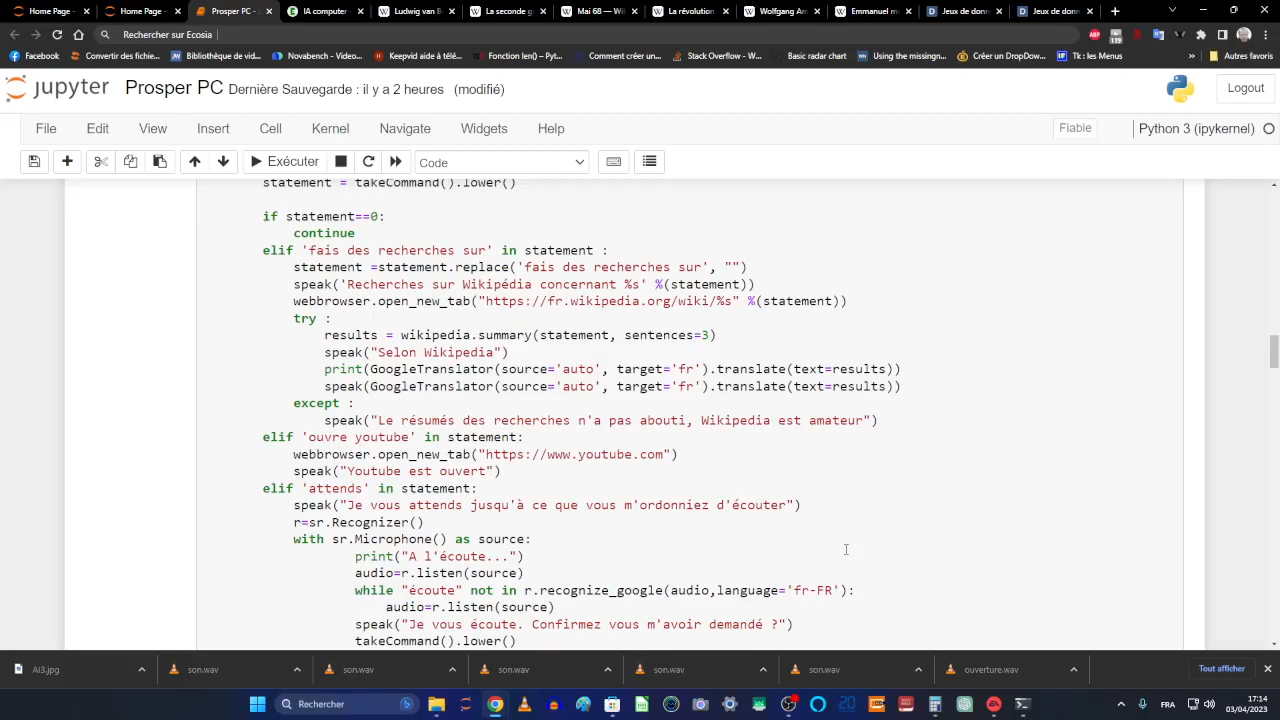 Home Page -
Home Page -
Prosper PC -
IA computer
Ludwig van B
La seconde g
Mai 68 — Wi
La révolution
Wolfgang Am
Emmanuel m
Jeux de donn
Jeux de donn
Rechercher sur Ecosia
Facebook
Convertir des fichie...
Bibliothèque de vid...
Novabench - Video...
Keepvid aide à télé...
Fonction len() – Pyt...
Comment créer un...
Stack Overflow - W...
Basic radar chart
Using the missingn...
Créer un DropDow...
Tk : les Menus
»
Autres favoris
jupyter
Prosper PC Dernière Sauvegarde : il y a 2 heures (modifié)
Logout
File
Edit
View
Insert
Cell
Kernel
Navigate
Widgets
Help
Fiable
Python 3 (ipykernel)
Exécuter
Code
statement = takeCommand().lower()
if statement==0:
continue
elif 'fais des recherches sur' in statement :
statement =statement.replace('fais des recherches sur', "")
speak('Recherches sur Wikipédia concernant %s' %(statement))
webbrowser.open_new_tab("https://fr.wikipedia.org/wiki/%s" %(statement))
try :
results = wikipedia.summary(statement, sentences=3)
speak("Selon Wikipedia")
print(GoogleTranslator(source='auto', target='fr').translate(text=results))
speak(GoogleTranslator(source='auto', target='fr').translate(text=results))
except :
speak("Le résumés des recherches n'a pas abouti, Wikipedia est amateur")
elif 'ouvre youtube' in statement:
webbrowser.open_new_tab("https://www.youtube.com")
speak("Youtube est ouvert")
elif 'attends' in statement:
speak("Je vous attends jusqu'à ce que vous m'ordonniez d'écouter")
r=sr.Recognizer()
with sr.Microphone() as source:
print("A l'écoute...")
audio=r.listen(source)
while "écoute" not in r.recognize_google(audio,language='fr-FR'):
audio=r.listen(source)
speak("Je vous écoute. Confirmez vous m'avoir demandé ?")
takeCommand().lower()
AI3.jpg
son.wav
son.wav
son.wav
son.wav
son.wav
ouverture.wav
Tout afficher
Rechercher
FRA
17:14
03/04/2023